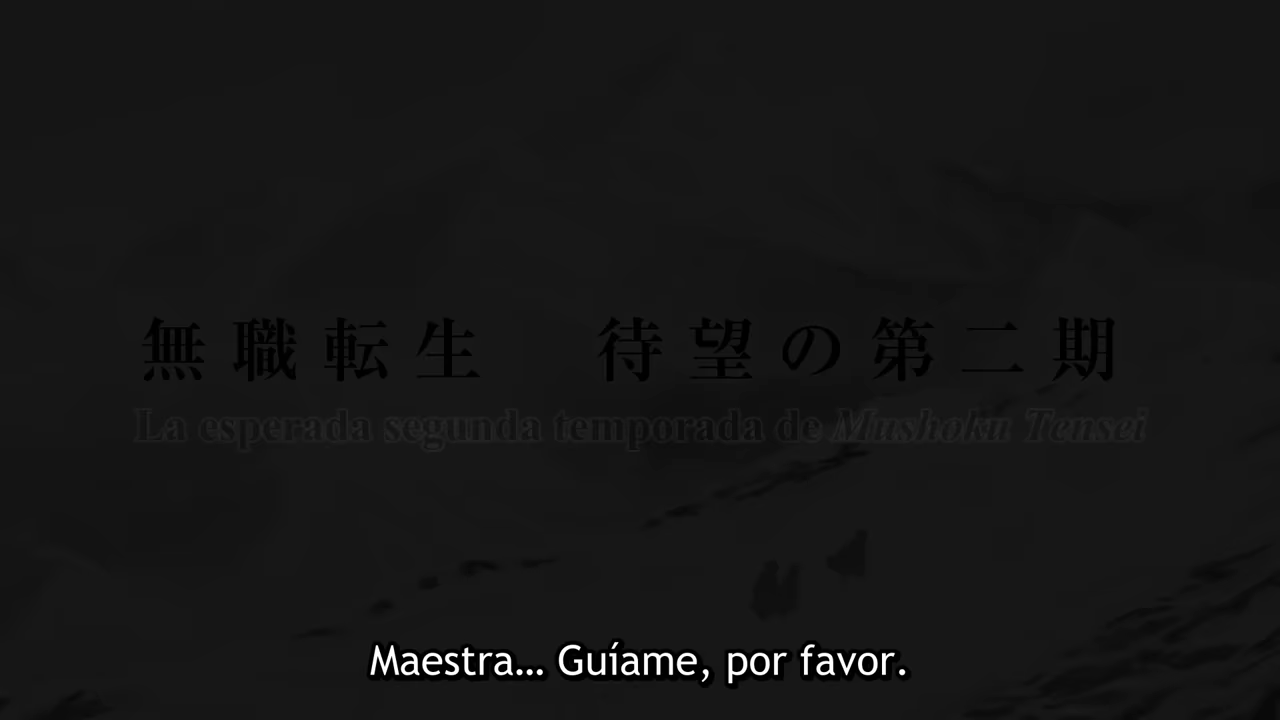 無職転生　待望の第二期
La esperada segunda temporada de Mushoku Tensei
Maestra… Guíame, por favor.